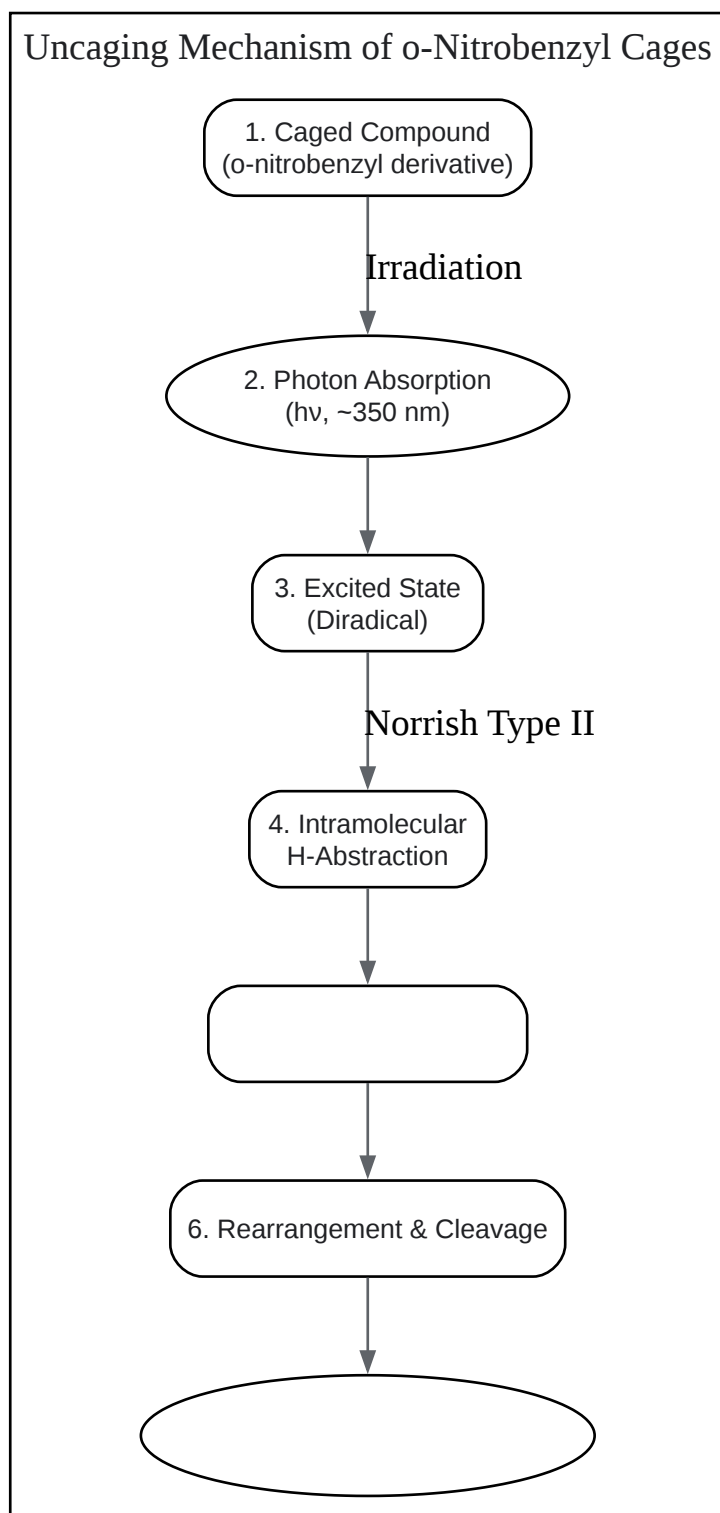 Uncaging Mechanism of o-Nitrobenzyl Cages
1. Caged Compound
(o-nitrobenzyl derivative)
Irradiation
2. Photon Absorption
(hν, ~350 nm)
3. Excited State
(Diradical)
Norrish Type II
4. Intramolecular
H-Abstraction
6. Rearrangement & Cleavage